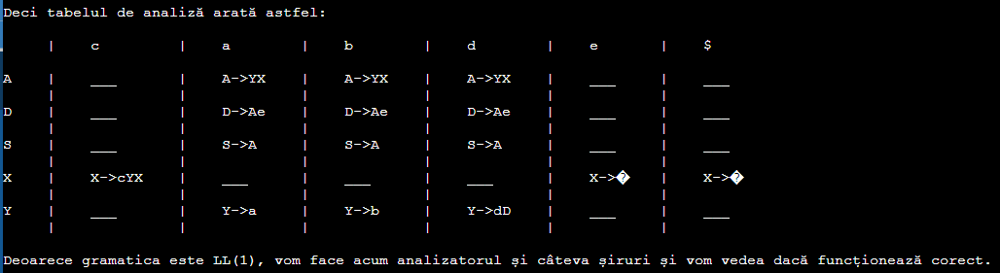 Deci tabelul de analiză arată astfel:
| c | a | b | d | e | $
A | ___ | A->YX | A->YX | A->YX | ___ | ___
D | ___ | D->Ae | D->Ae | D->Ae | ___ | ___
S | ___ | S->A | S->A | S->A | ___ | ___
X | X->cYX | ___ | ___ | ___ | X->� | X->�
Y | ___ | Y->a | Y->b | Y->dD | ___ | ___
Deoarece gramatica este LL(1), vom face acum analizatorul și câteva șiruri și vom vedea dacă funcționează corect.